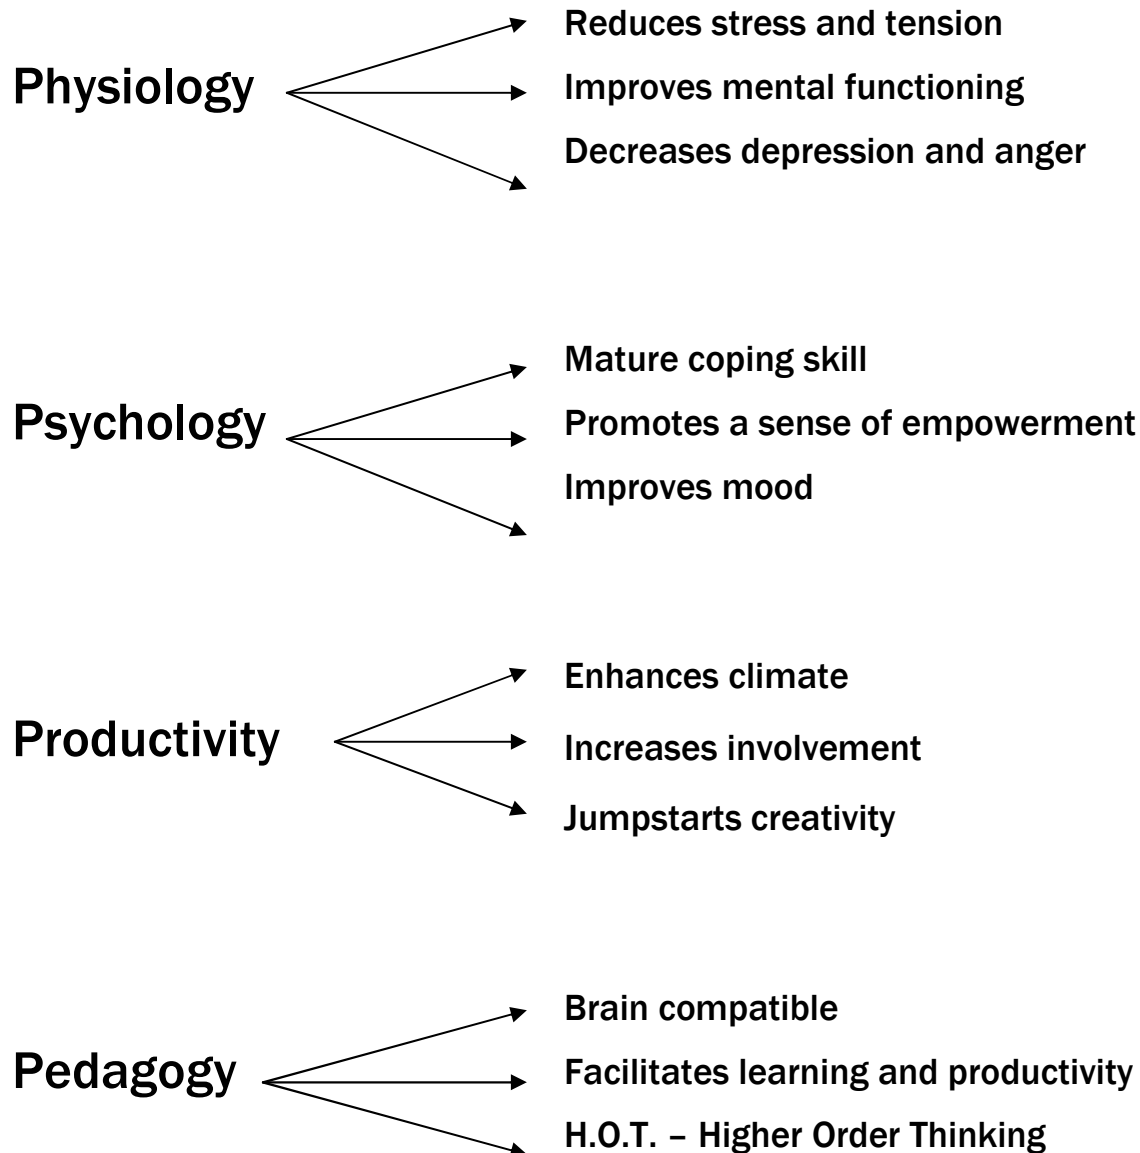 Physiology
Reduces stress and tension
Improves mental functioning
Decreases depression and anger
Psychology
Mature coping skill
Promotes a sense of empowerment
Improves mood
Productivity
Enhances climate
Increases involvement
Jumpstarts creativity
Pedagogy
Brain compatible
Facilitates learning and productivity
H.O.T. – Higher Order Thinking